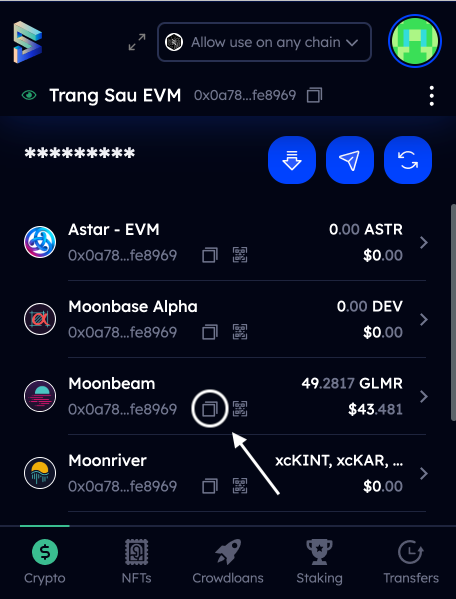 Allow use on any chain
Trang Sau EVM 0x0a78...fe8969
*********
Astar - EVM 0.00 ASTR
0x0a78...fe8969 $0.00
Moonbase Alpha 0.00 DEV
0x0a78...fe8969 $0.00
Moonbeam 49.2817 GLMR
0x0a78...fe8969 $43.481
Moonriver xcKINT, xcKAR, ...
0x0a78...fe8969 $0.00
Crypto NFTs Crowdloans Staking Transfers